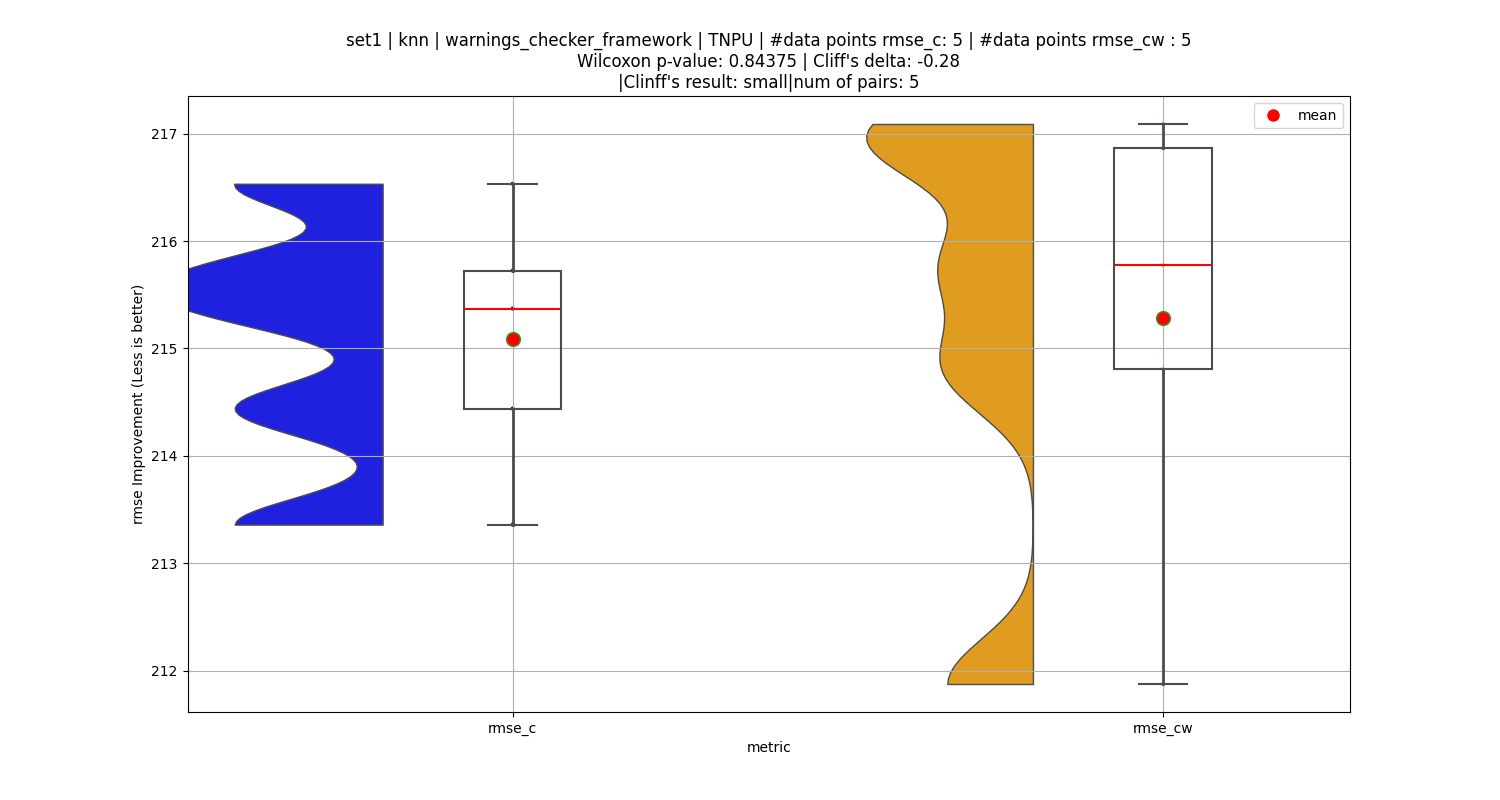 set1 | knn | warnings_checker_framework | TNPU | #data points rmse_c: 5 | #data points rmse_cw : 5
Wilcoxon p-value: 0.84375 | Cliff's delta: -0.28
|Clinff's result: small|num of pairs: 5
mean
217
216
215
214
213
212
rmse Improvement (Less is better)
rmse_c
rmse_cw
metric